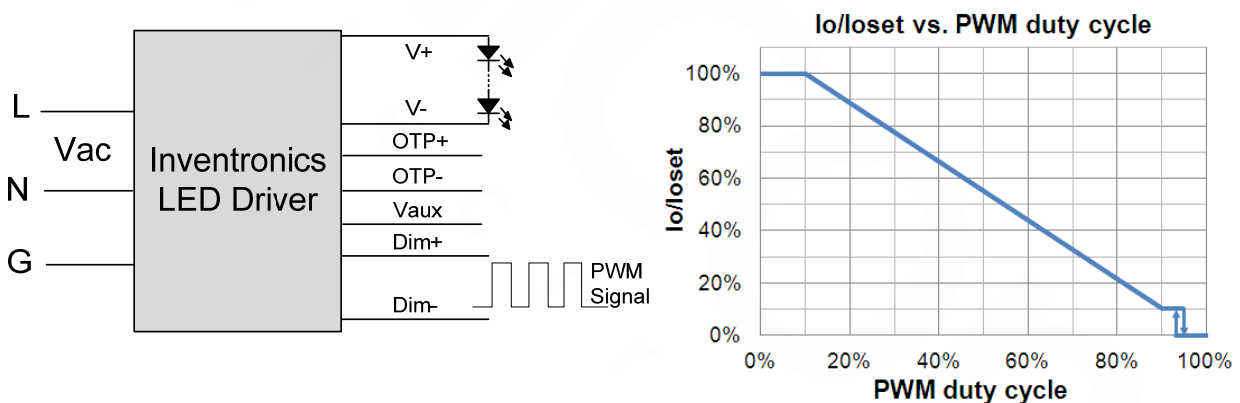 L
Vac
N
G
Inventronics
LED Driver
V+
V-
OTP+
OTP-
Vaux
Dim+
Dim-
PWM
Signal
Io/Ioset vs. PWM duty cycle
Io/Ioset
100%
80%
60%
40%
20%
0%
0% 20% 40% 60% 80% 100%
PWM duty cycle